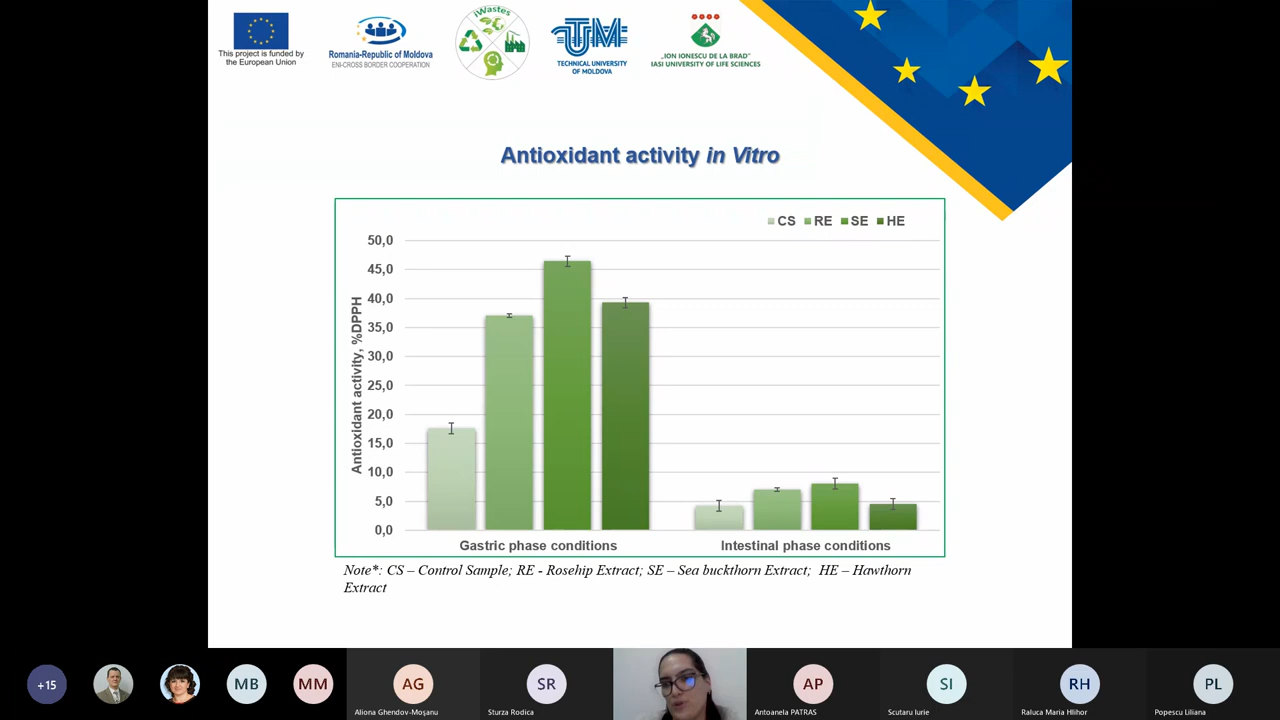 This project is funded by
the European Union
Romania-Republic of Moldova
ENI-CROSS BORDER COOPERATION
iWastes
UTM
TECHNICAL UNIVERSITY
OF MOLDOVA
„ION IONESCU DE LA BRAD"
IASI UNIVERSITY OF LIFE SCIENCES
Antioxidant activity in Vitro
CS RE SE HE
Antioxidant activity, %DPPH
50,0
45,0
40,0
35,0
30,0
25,0
20,0
15,0
10,0
5,0
0,0
Gastric phase conditions
Intestinal phase conditions
Note*: CS – Control Sample; RE - Rosehip Extract; SE – Sea buckthorn Extract; HE – Hawthorn
Extract
+15
MB
MM
AG
Aliona Ghendov-Moșanu
SR
Sturza Rodica
AP
Antoanela PATRAS
SI
Scutaru Iurie
RH
Raluca Maria Hlihor
PL
Popescu Liliana